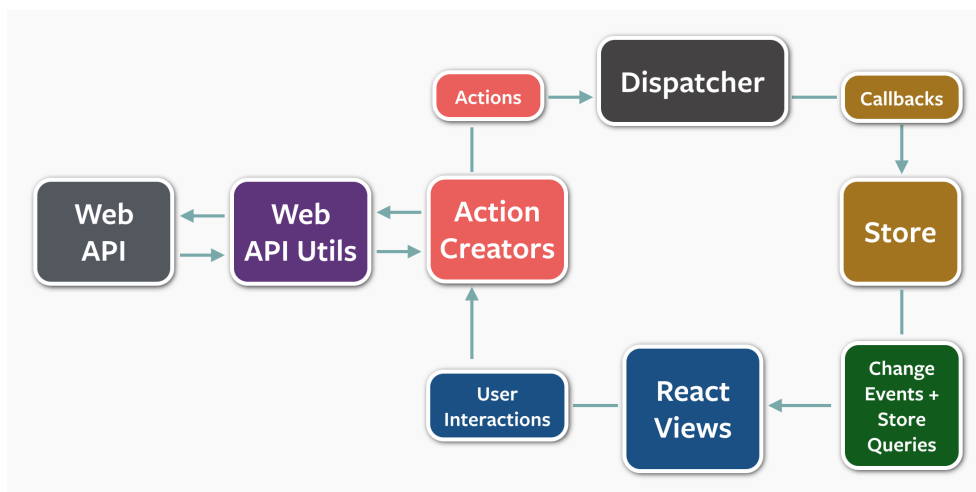 Dispatcher
Actions
Callbacks
Web
API
Web
API Utils
Action
Creators
Store
Change
Events +
Store
Queries
React
Views
User
Interactions